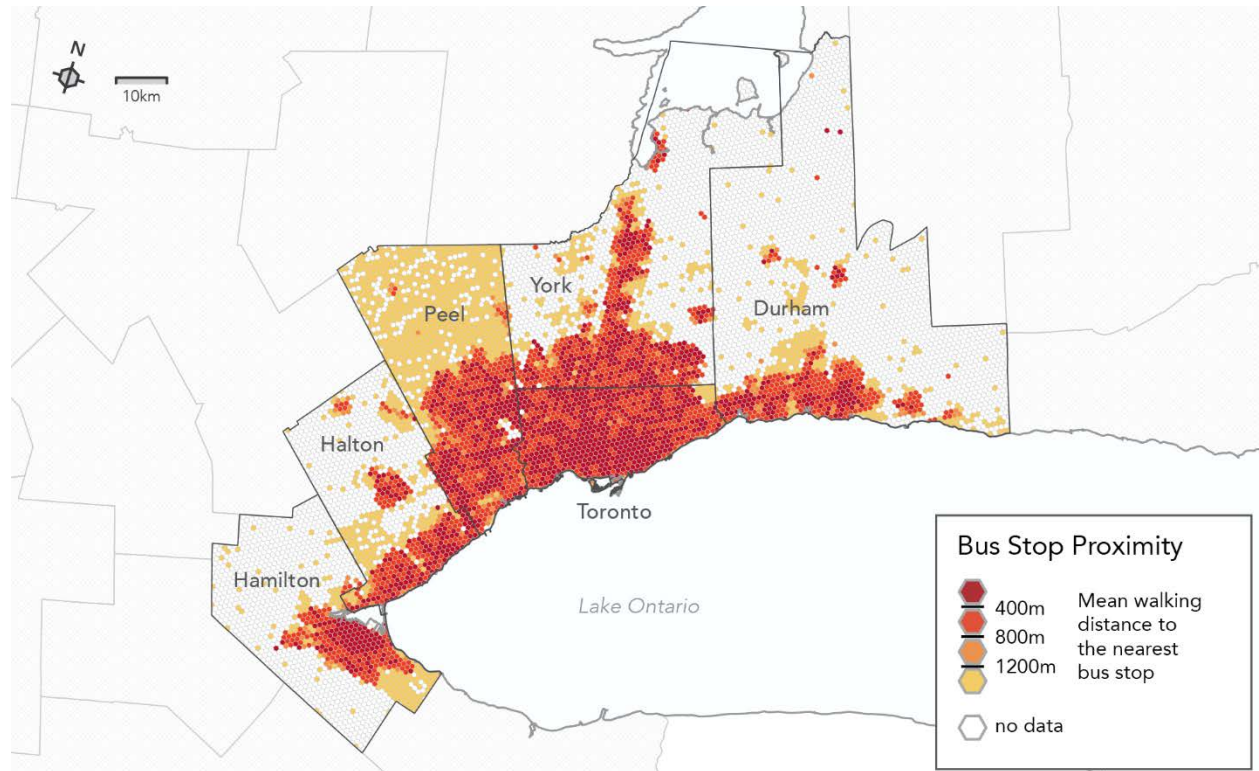 N
10km
York
Peel
Durham
Halton
Toronto
Hamilton
Lake Ontario
Bus Stop Proximity
400m
800m
1200m
Mean walking
distance to
the nearest
bus stop
no data